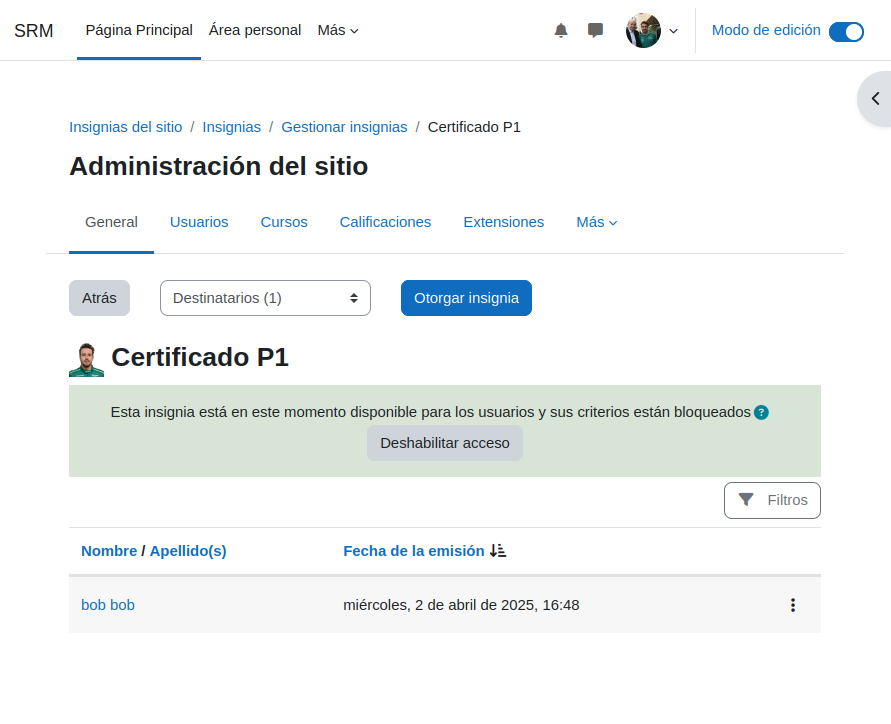 SRM Página Principal Área personal Más Modo de edición
Insignias del sitio / Insignias / Gestionar insignias / Certificado P1
Administración del sitio
General Usuarios Cursos Calificaciones Extensiones Más
Atrás Destinatarios (1) Otorgar insignia
Certificado P1
Esta insignia está en este momento disponible para los usuarios y sus criterios están bloqueados ?
Deshabilitar acceso
Filtros
Nombre / Apellido(s) Fecha de la emisión
bob bob miércoles, 2 de abril de 2025, 16:48